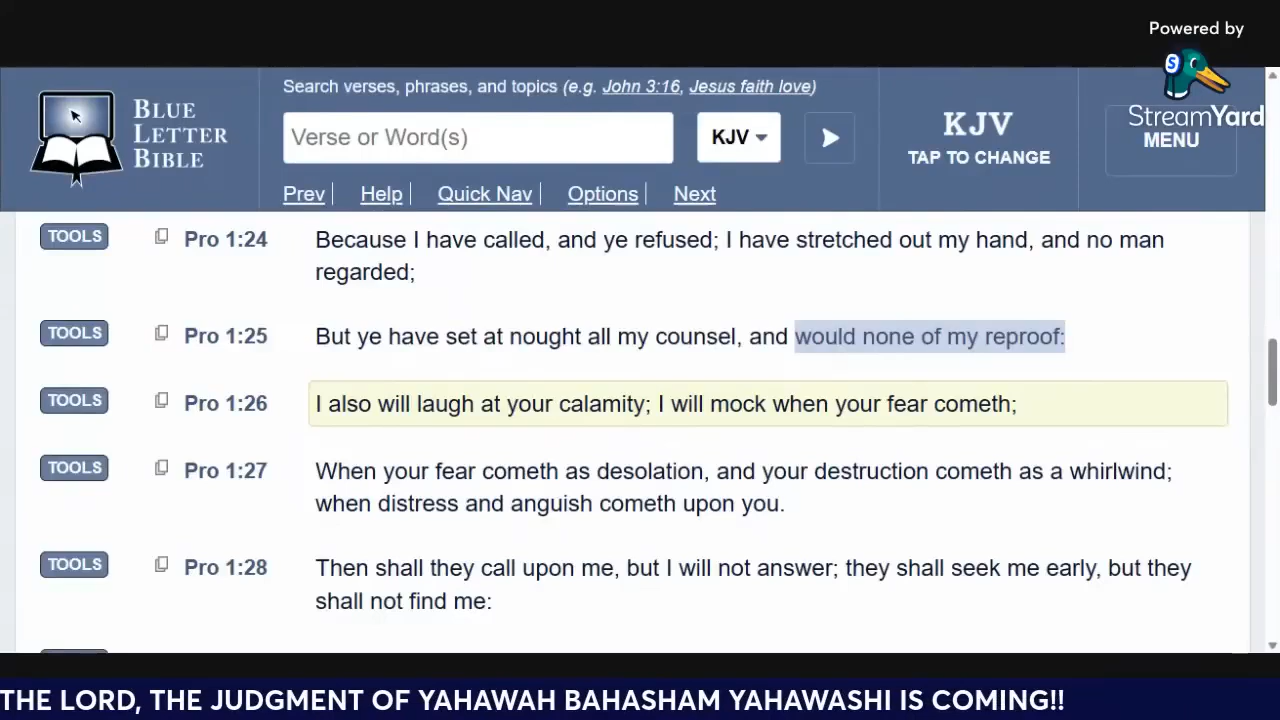 Powered by
StreamYard
BLUE
LETTER
BIBLE
Search verses, phrases, and topics (e.g. John 3:16, Jesus faith love)
Verse or Word(s)
KJV
Prev Help Quick Nav Options Next
KJV
TAP TO CHANGE
MENU
TOOLS Pro 1:24 Because I have called, and ye refused; I have stretched out my hand, and no man
regarded;
TOOLS Pro 1:25 But ye have set at nought all my counsel, and would none of my reproof:
TOOLS Pro 1:26 I also will laugh at your calamity; I will mock when your fear cometh;
TOOLS Pro 1:27 When your fear cometh as desolation, and your destruction cometh as a whirlwind;
when distress and anguish cometh upon you.
TOOLS Pro 1:28 Then shall they call upon me, but I will not answer; they shall seek me early, but they
shall not find me:
THE LORD, THE JUDGMENT OF YAHAWAH BAHASHAM YAHAWASHI IS COMING!!